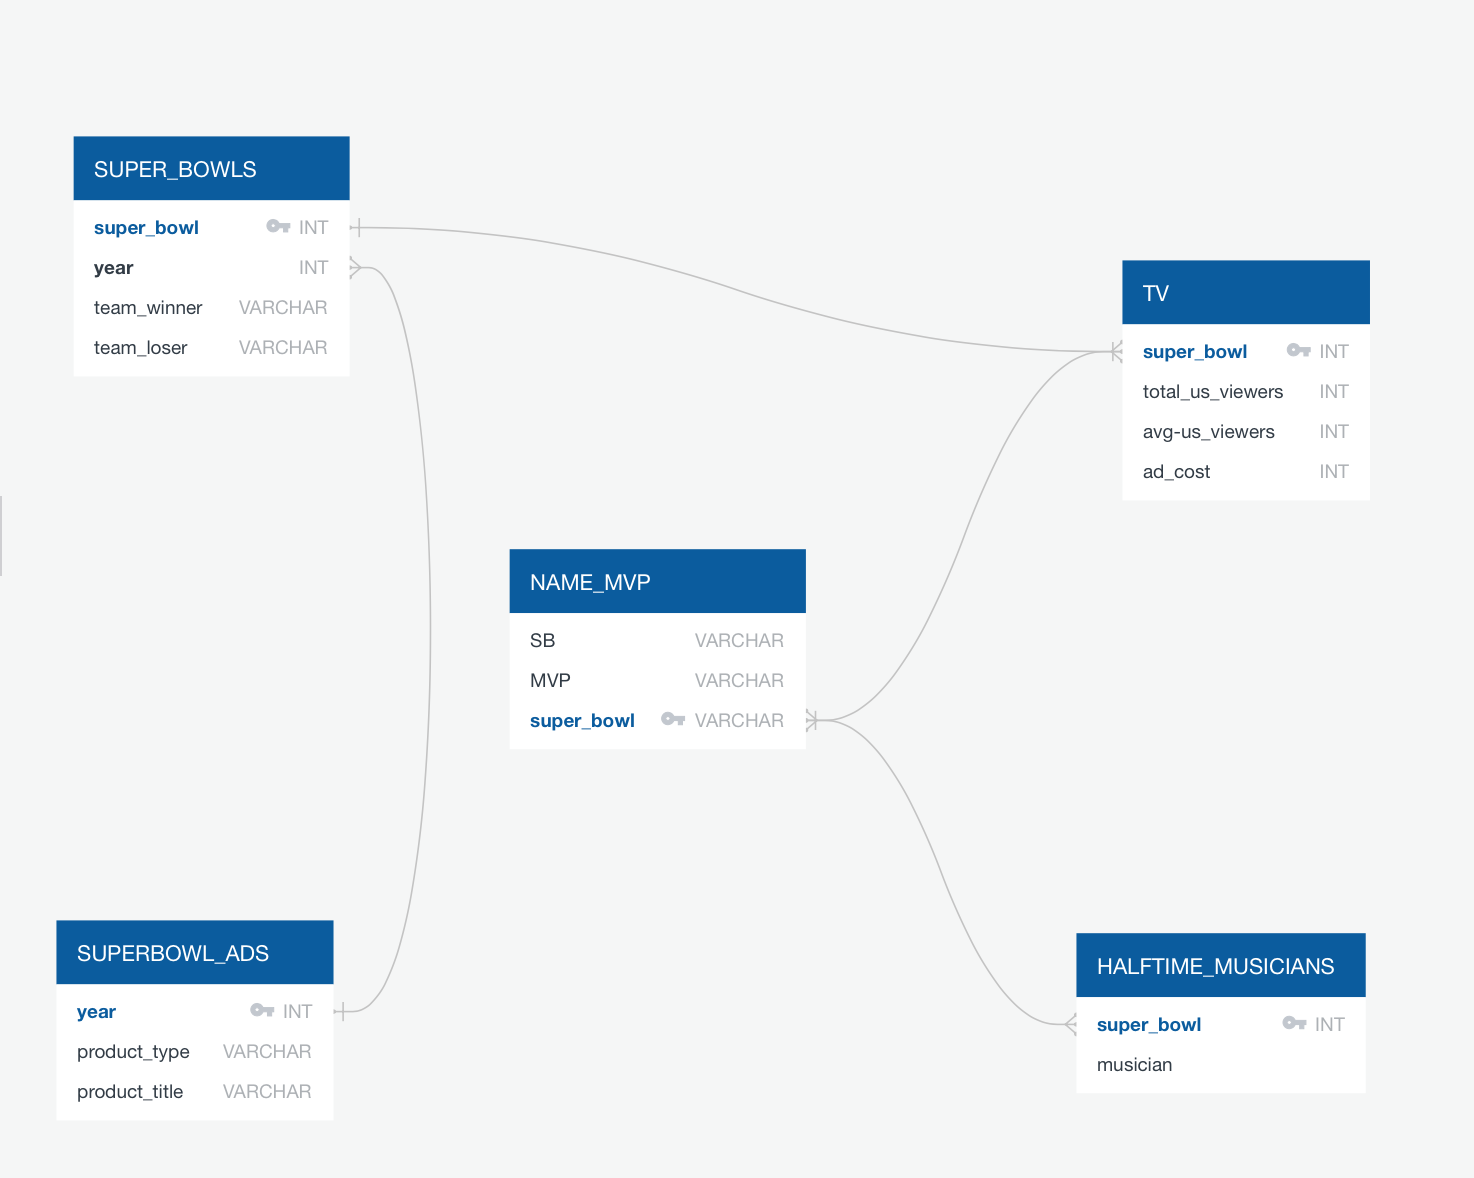 SUPER_BOWLS
super_bowl INT
year INT
team_winner VARCHAR
team_loser VARCHAR
TV
super_bowl INT
total_us_viewers INT
avg-us_viewers INT
ad_cost INT
NAME_MVP
SB VARCHAR
MVP VARCHAR
super_bowl VARCHAR
SUPERBOWL_ADS
year INT
product_type VARCHAR
product_title VARCHAR
HALFTIME_MUSICIANS
super_bowl INT
musician